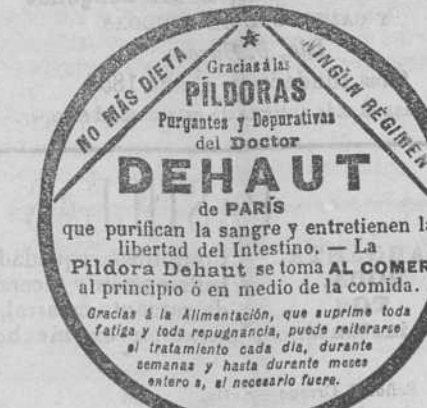 NO MÁS DIETA
NINGÚN RÉGIMEN
Gracias á las
PÍLDORAS
Purgantes y Depurativas
del Doctor
DEHAUT
de PARÍS
que purifican la sangre y entretienen la
libertad del Intestino. — La
Píldora Dehaut se toma AL COMER
al principio ó en medio de la comida.
Gracias á la Alimentación, que suprime toda
fatiga y toda repugnancia, puede reiterarse
el tratamiento cada día, durante
semanas y hasta durante meses
entero s, si necesario fuere.